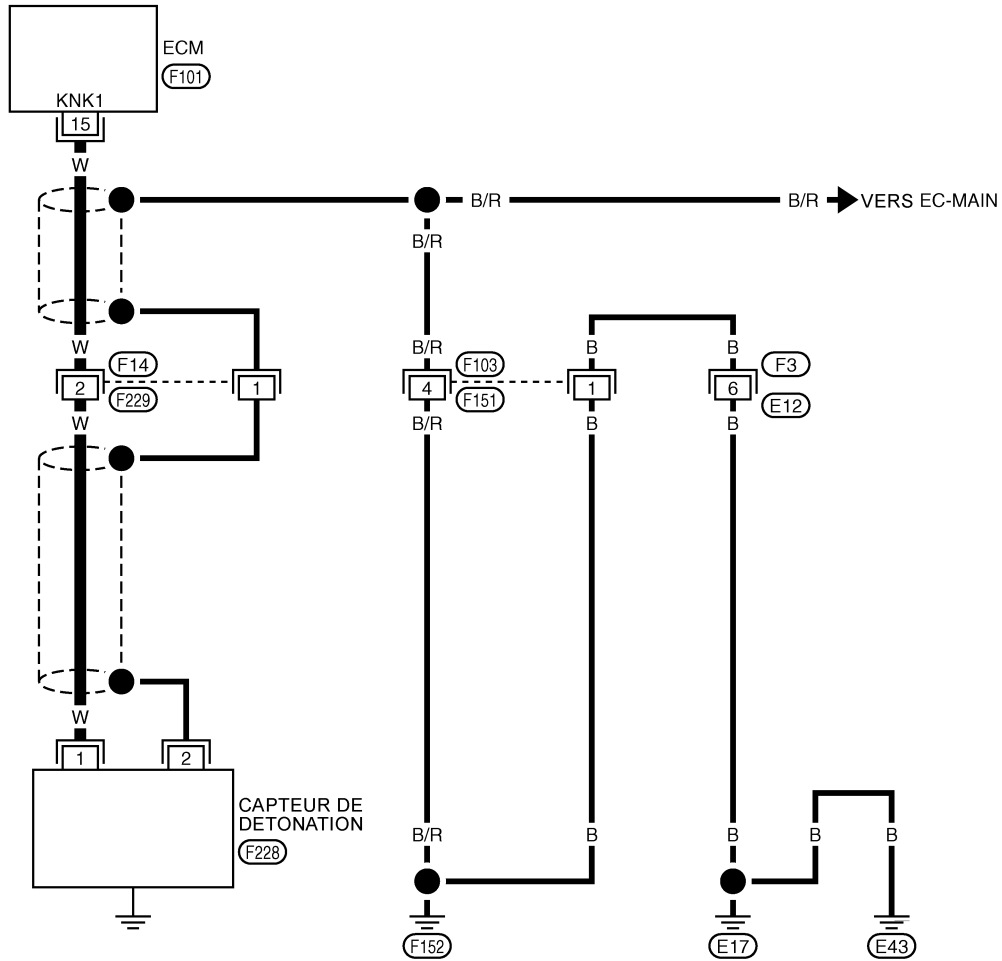 ECM
F101
KNK1
15
W
B/R B/R VERS EC-MAIN
B/R
W B/R B B
F14 F103 F3
2 1 4 1 6
F229 F151 E12
W B/R B B
W
1 2
CAPTEUR DE
DETONATION
F228
B/R B B B B
F152 E17 E43